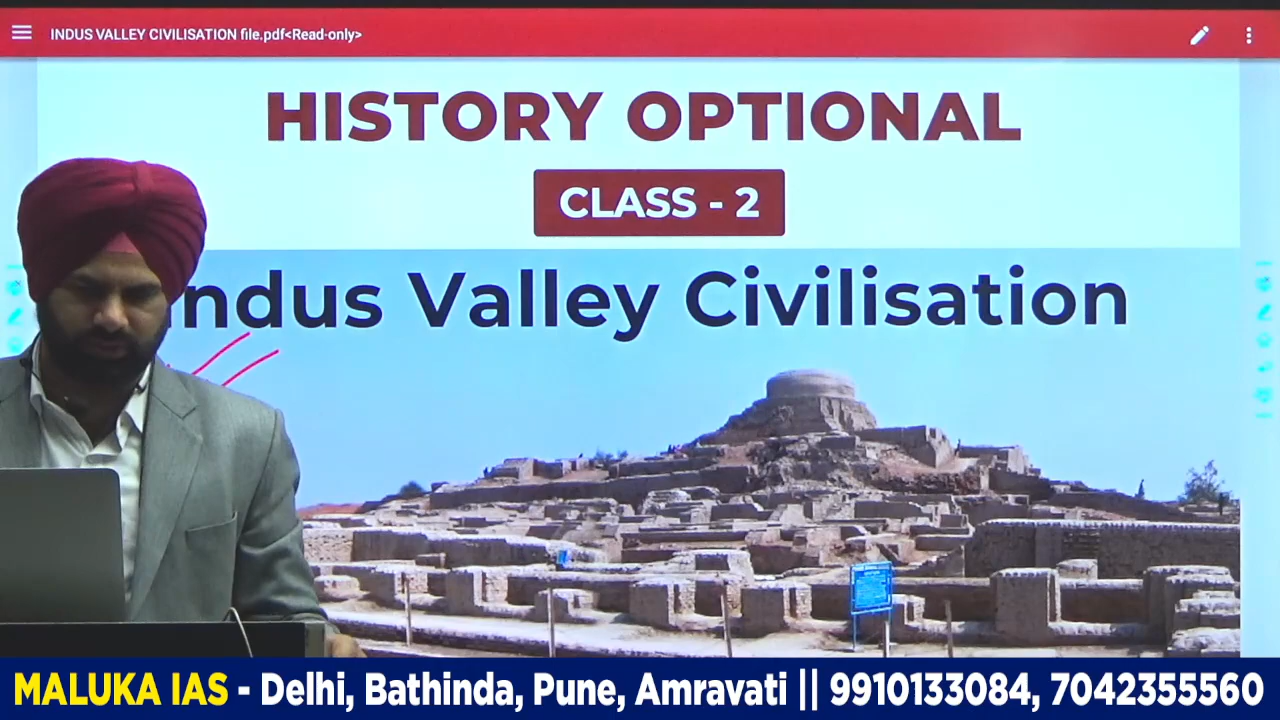 INDUS VALLEY CIVILISATION file.pdf<Read-only>
HISTORY OPTIONAL
CLASS - 2
Indus Valley Civilisation
MALUKA IAS - Delhi, Bathinda, Pune, Amravati || 9910133084, 7042355560